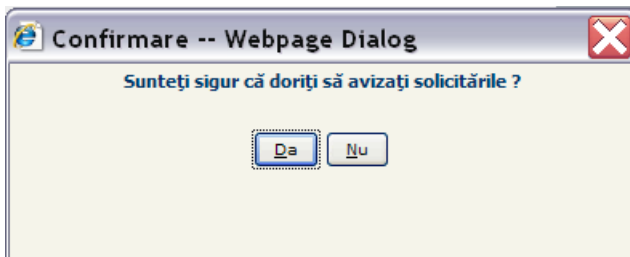 Confirmare -- Webpage Dialog
Sunteţi sigur că doriţi să avizaţi solicitările ?
Da Nu